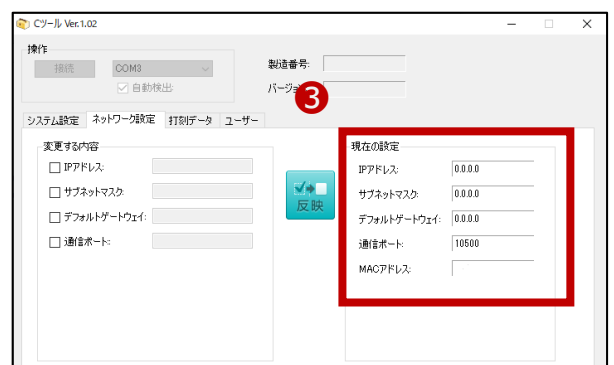 Cツール Ver.1.02
操作
接続 COM3
自動検出
製造番号:
バージョ
3
システム設定 ネットワーク設定 打刻データ ユーザー
変更する内容
IPアドレス:
サブネットマスク:
デフォルトゲートウェイ:
通信ポート:
反映
現在の設定
IPアドレス: 0.0.0.0
サブネットマスク: 0.0.0.0
デフォルトゲートウェイ: 0.0.0.0
通信ポート: 10500
MACアドレス: